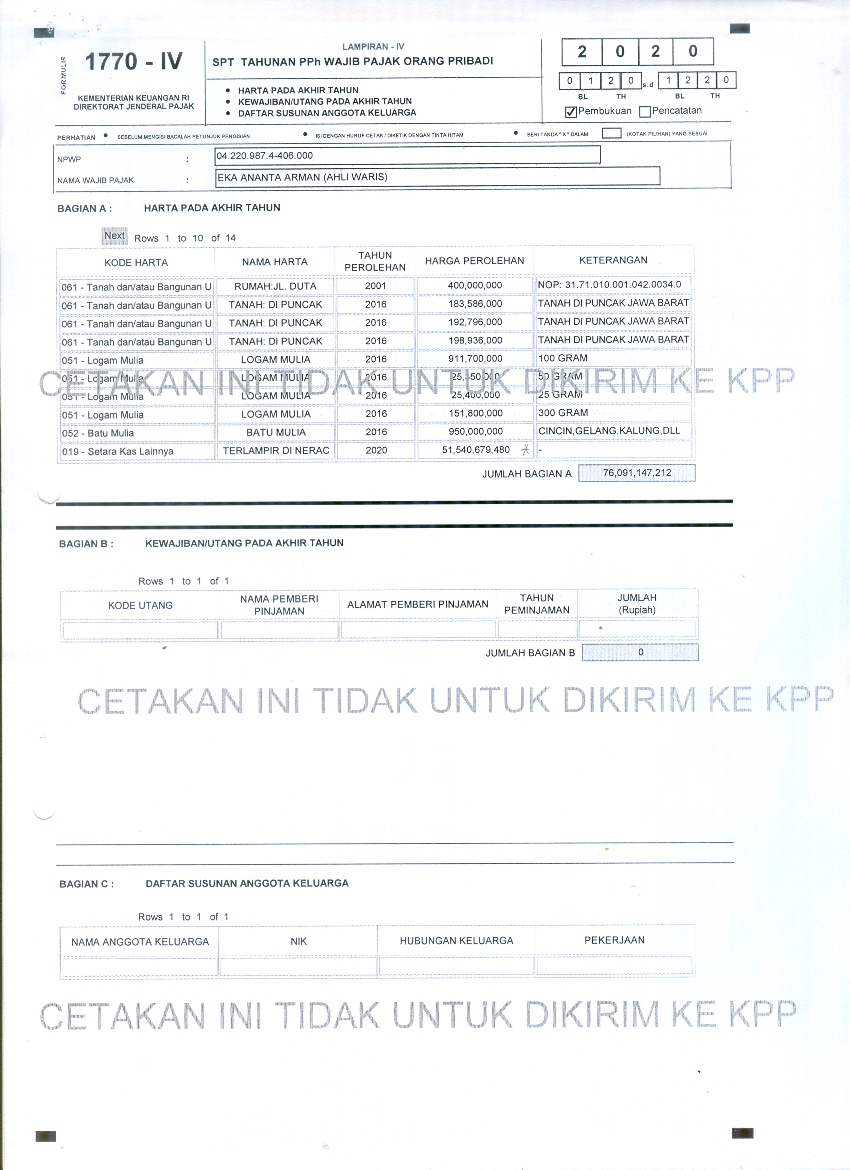 FORMULIR
1770 - IV
KEMENTERIAN KEUANGAN RI
DIREKTORAT JENDERAL PAJAK
LAMPIRAN - IV
SPT TAHUNAN PPh WAJIB PAJAK ORANG PRIBADI
• HARTA PADA AKHIR TAHUN
• KEWAJIBAN/UTANG PADA AKHIR TAHUN
• DAFTAR SUSUNAN ANGGOTA KELUARGA
2 0 2 0
0 1 2 0 s.d 1 2 2 0
BL TH BL TH
Pembukuan Pencatatan
PERHATIAN • SEBELUM MENGISI BACALAH PETUNJUK PENGISIAN • ISI DENGAN HURUF CETAK / DIKETIK DENGAN TINTA HITAM • BERI TANDA " X " DALAM (KOTAK PILIHAN) YANG SESUAI
NPWP : 04.220.987.4-406.000
NAMA WAJIB PAJAK : EKA ANANTA ARMAN (AHLI WARIS)
BAGIAN A : HARTA PADA AKHIR TAHUN
Next Rows 1 to 10 of 14
KODE HARTA NAMA HARTA TAHUN PEROLEHAN HARGA PEROLEHAN KETERANGAN
061 - Tanah dan/atau Bangunan U RUMAH:JL. DUTA 2001 400,000,000 NOP: 31.71.010.001.042.0034.0
061 - Tanah dan/atau Bangunan U TANAH: DI PUNCAK 2016 183,586,000 TANAH DI PUNCAK JAWA BARAT
061 - Tanah dan/atau Bangunan U TANAH: DI PUNCAK 2016 192,796,000 TANAH DI PUNCAK JAWA BARAT
061 - Tanah dan/atau Bangunan U TANAH: DI PUNCAK 2016 198,936,000 TANAH DI PUNCAK JAWA BARAT
051 - Logam Mulia LOGAM MULIA 2016 911,700,000 100 GRAM
051 - Logam Mulia LOGAM MULIA 2016 50 GRAM
CETAKAN INI TIDAK UNTUK DIKIRIM KE KPP
051 - Logam Mulia LOGAM MULIA 2016 25,400,000 25 GRAM
051 - Logam Mulia LOGAM MULIA 2016 151,800,000 300 GRAM
052 - Batu Mulia BATU MULIA 2016 950,000,000 CINCIN,GELANG,KALUNG,DLL
019 - Setara Kas Lainnya TERLAMPIR DI NERAC 2020 51,540,679,480 * -
JUMLAH BAGIAN A 76,091,147,212
BAGIAN B : KEWAJIBAN/UTANG PADA AKHIR TAHUN
Rows 1 to 1 of 1
KODE UTANG NAMA PEMBERI PINJAMAN ALAMAT PEMBERI PINJAMAN TAHUN PEMINJAMAN JUMLAH (Rupiah)
JUMLAH BAGIAN B 0
CETAKAN INI TIDAK UNTUK DIKIRIM KE KPP
BAGIAN C : DAFTAR SUSUNAN ANGGOTA KELUARGA
Rows 1 to 1 of 1
NAMA ANGGOTA KELUARGA NIK HUBUNGAN KELUARGA PEKERJAAN
CETAKAN INI TIDAK UNTUK DIKIRIM KE KPP